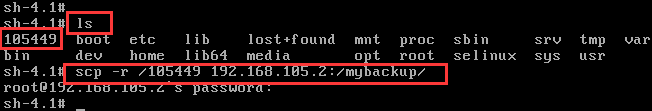 sh-4.1#
sh-4.1# ls
105449 boot etc lib lost+found mnt proc sbin srv tmp var
bin dev home lib64 media opt root selinux sys usr
sh-4.1# scp -r /105449 192.168.105.2:/mybackup/
root@192.168.105.2's password:
sh-4.1# _